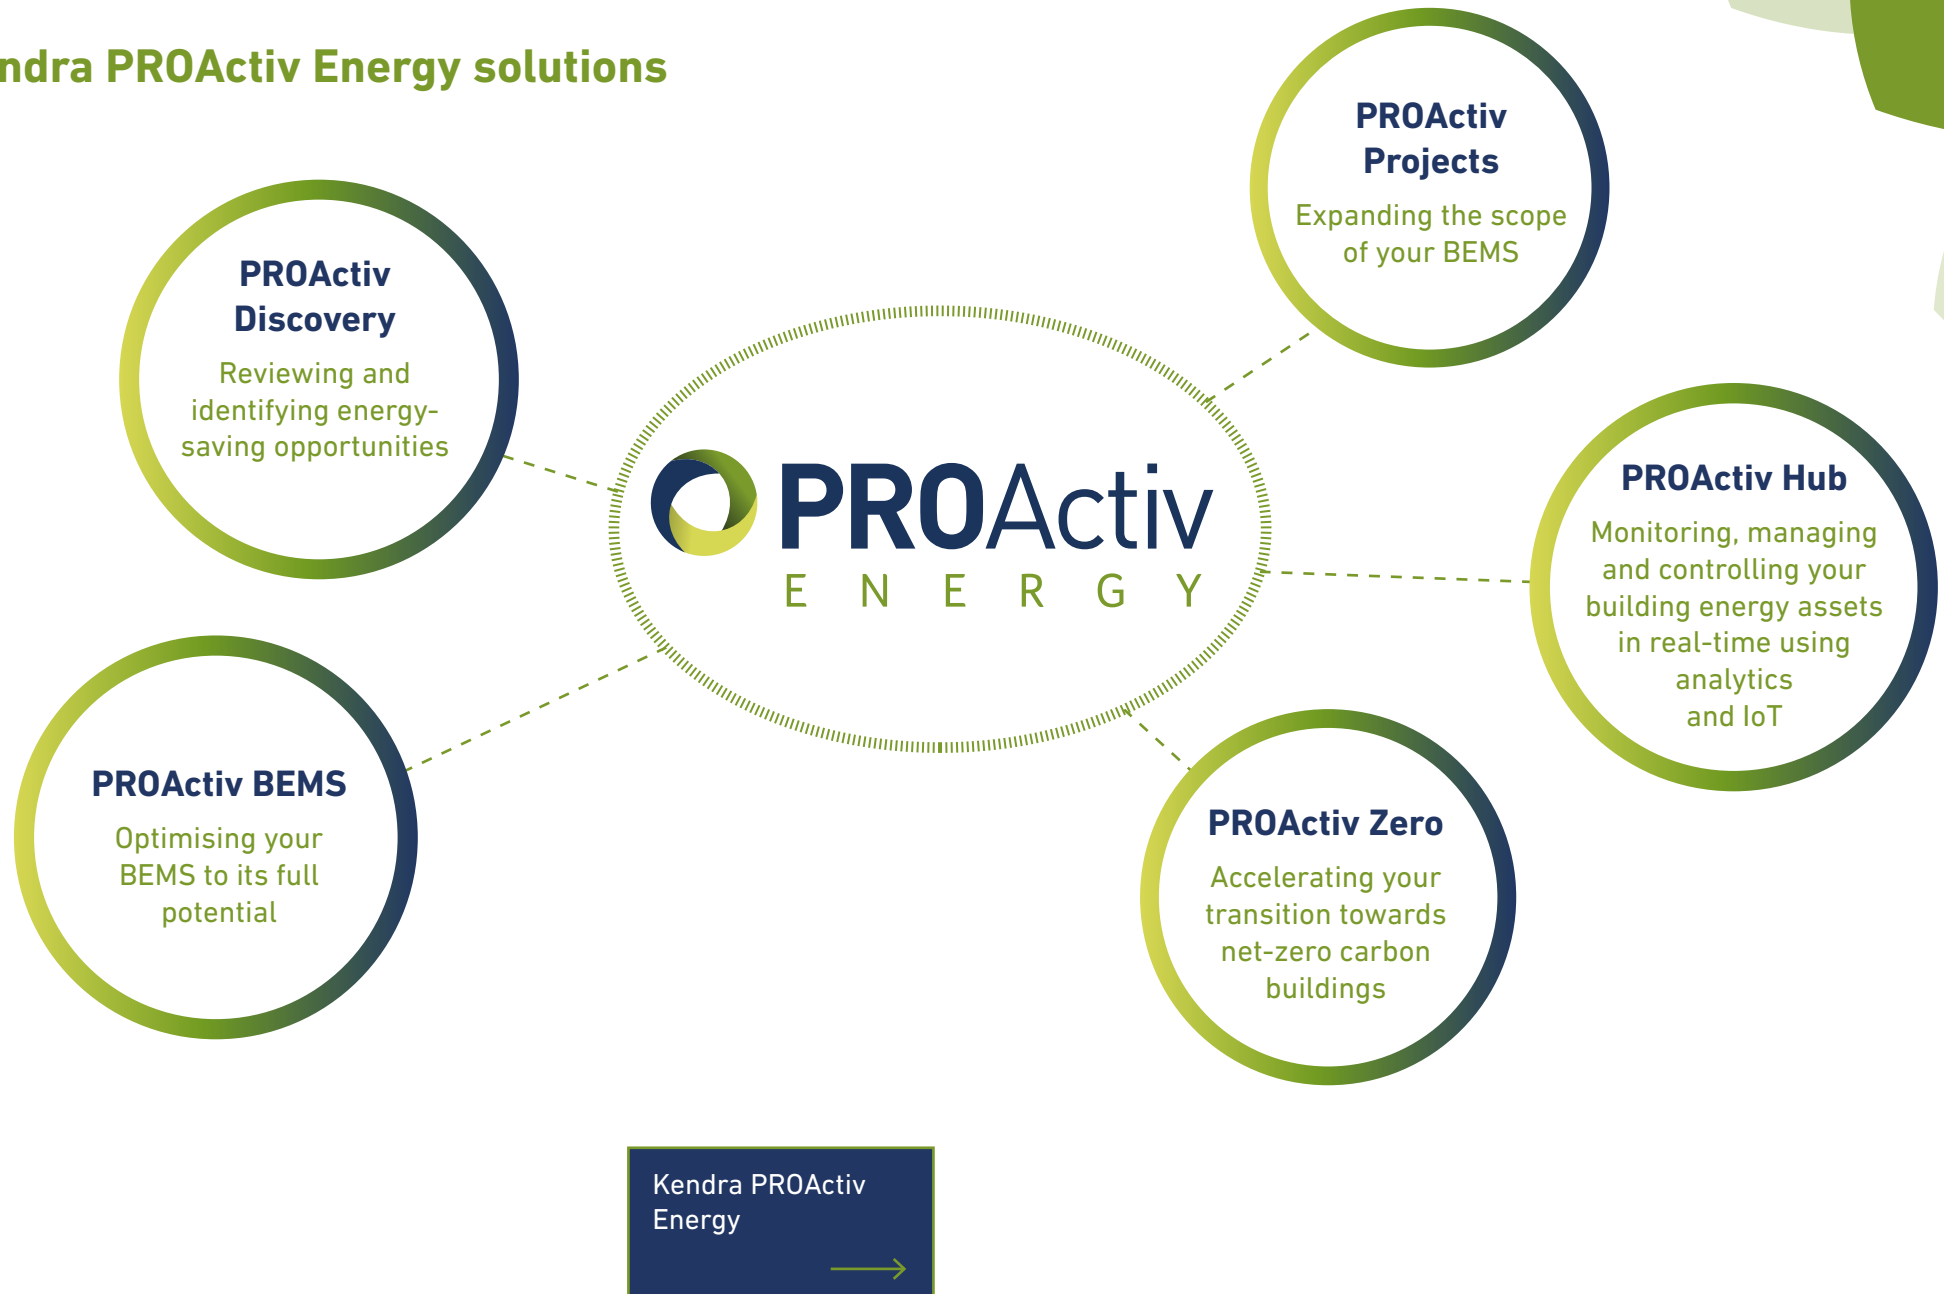 ndra PROActiv Energy solutions
PROActiv
Projects
Expanding the scope
of your BEMS
PROActiv
Discovery
Reviewing and
identifying energy-
saving opportunities
PROActiv
ENERGY
PROActiv Hub
Monitoring, managing
and controlling your
building energy assets
in real-time using
analytics
and IoT
PROActiv BEMS
Optimising your
BEMS to its full
potential
PROActiv Zero
Accelerating your
transition towards
net-zero carbon
buildings
Kendra PROActiv
Energy